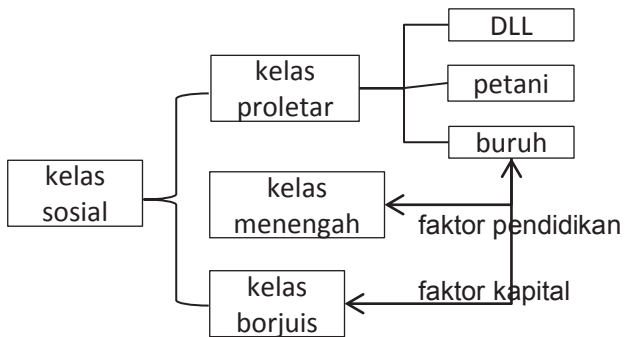 DLL
kelas
proletar
petani
buruh
kelas
sosial
kelas
menengah
faktor pendidikan
kelas
borjuis
faktor kapital